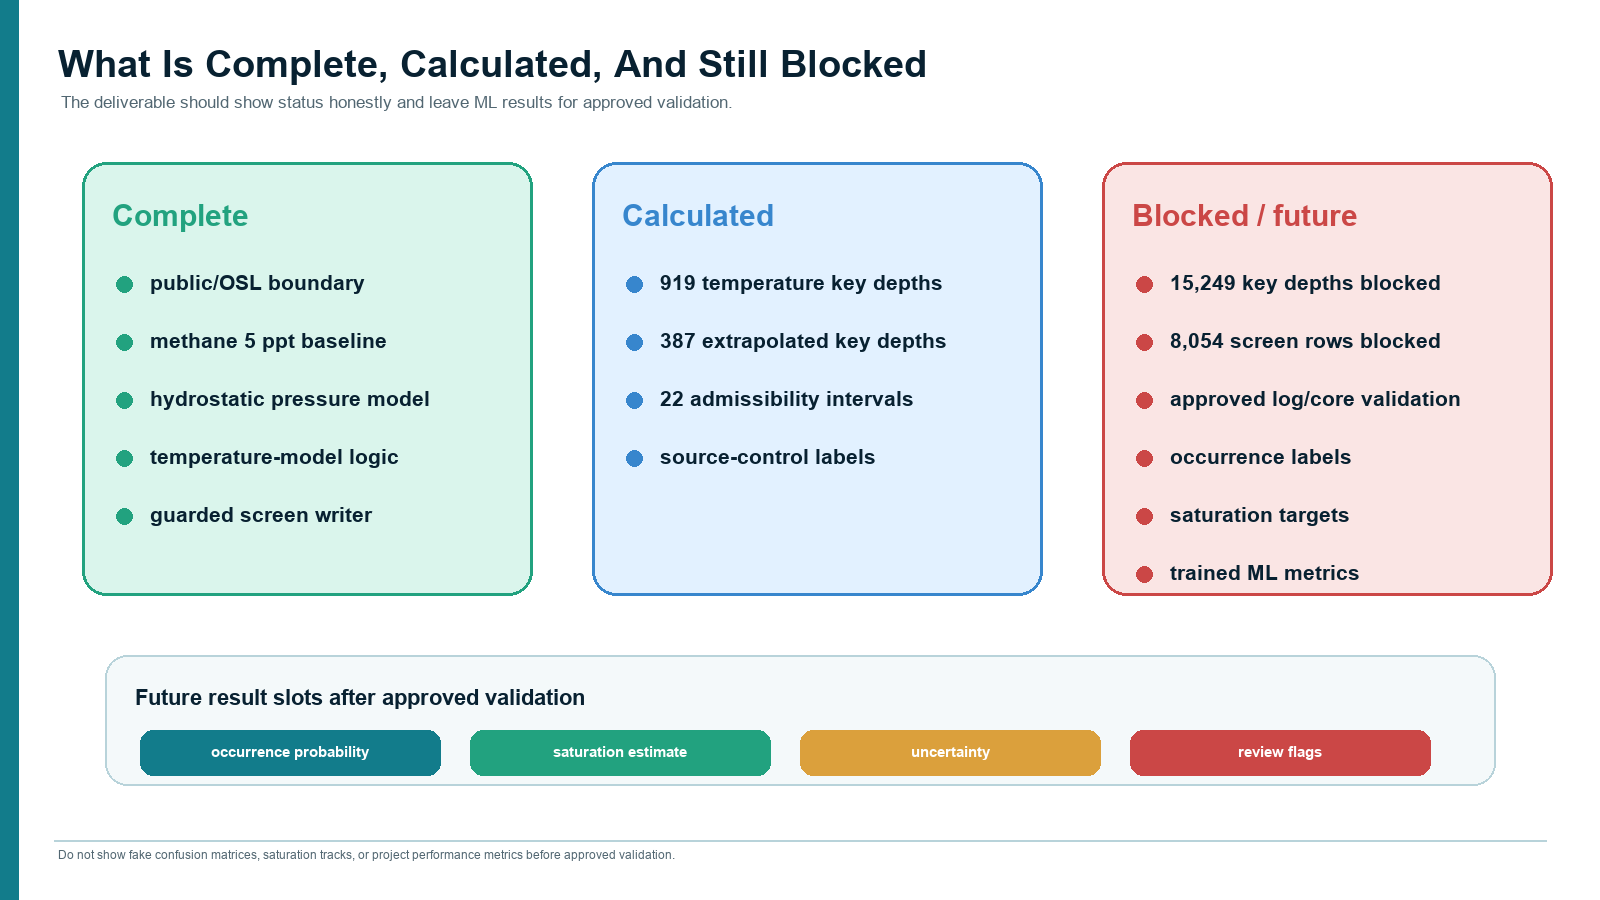 What Is Complete, Calculated, And Still Blocked
The deliverable should show status honestly and leave ML results for approved validation.
Complete
public/OSL boundary
methane 5 ppt baseline
hydrostatic pressure model
temperature-model logic
guarded screen writer
Calculated
919 temperature key depths
387 extrapolated key depths
22 admissibility intervals
source-control labels
Blocked / future
15,249 key depths blocked
8,054 screen rows blocked
approved log/core validation
occurrence labels
saturation targets
trained ML metrics
Future result slots after approved validation
occurrence probability
saturation estimate
uncertainty
review flags
Do not show fake confusion matrices, saturation tracks, or project performance metrics before approved validation.